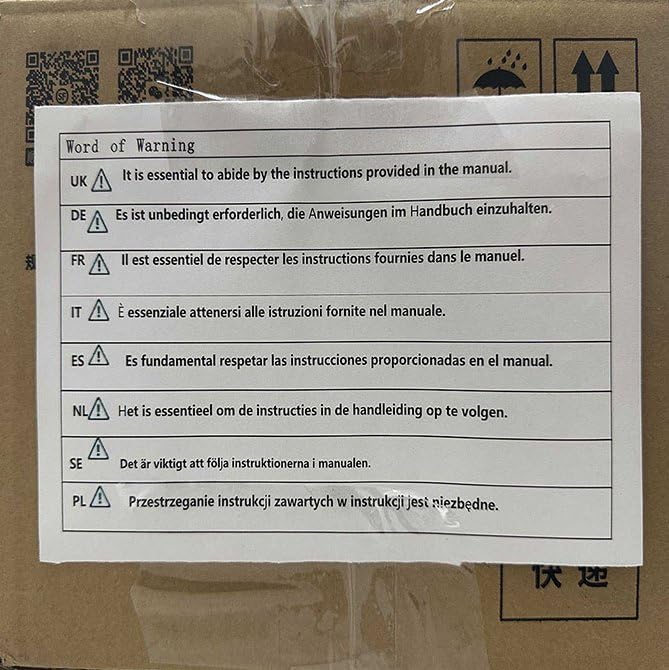 Word of Warning
UK It is essential to abide by the instructions provided in the manual.
DE Es ist unbedingt erforderlich, die Anweisungen im Handbuch einzuhalten.
FR Il est essentiel de respecter les instructions fournies dans le manuel.
IT È essenziale attenersi alle istruzioni fornite nel manuale.
ES Es fundamental respetar las instrucciones proporcionadas en el manual.
NL Het is essentieel om de instructies in de handleiding op te volgen.
SE Det är viktigt att följa instruktionerna i manualen.
PL Przestrzeganie instrukcji zawartych w instrukcji jest niezbędne.
快递